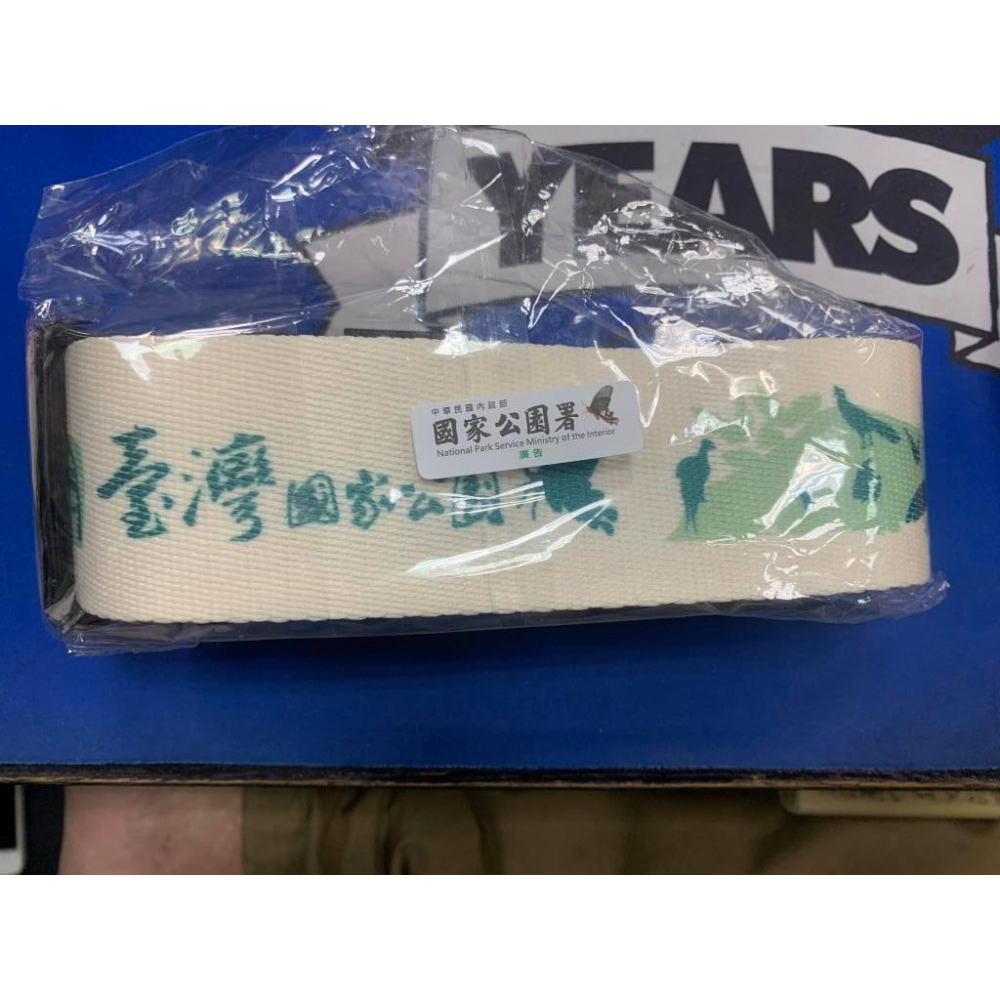 YEARS
中華民國內政部
國家公園署
National Park Service Ministry of the Interior
廣告
臺灣國家公園